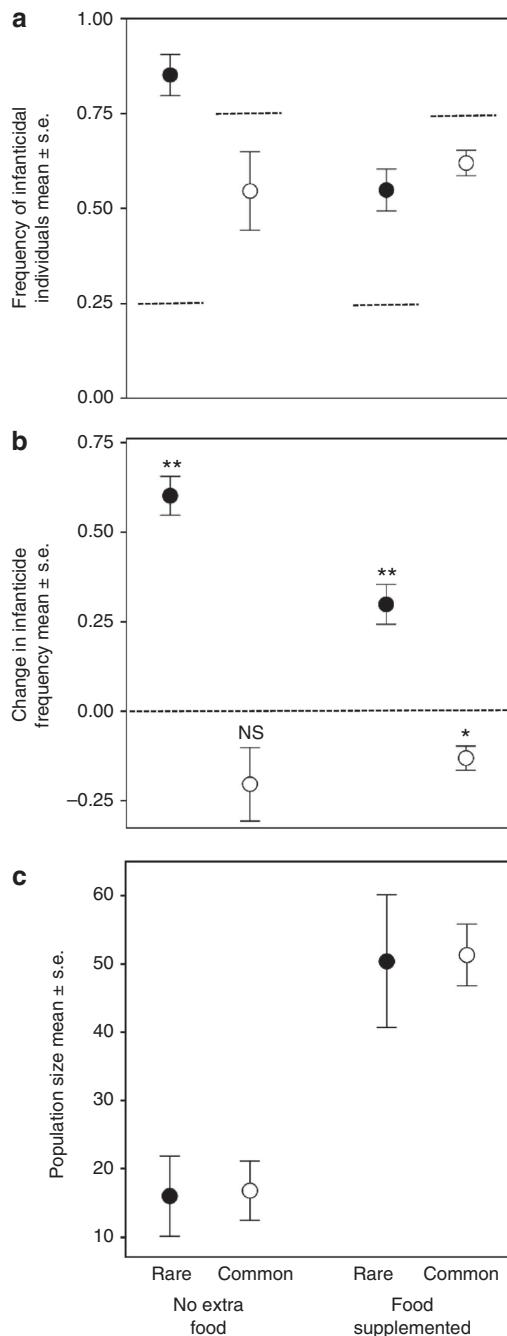 a
Frequency of infanticidal
individuals mean ± s.e.
1.00
0.75
0.50
0.25
0.00
b
Change in infanticide
frequency mean ± s.e.
0.75
0.50
0.25
0.00
–0.25
**
NS
**
*
c
Population size mean ± s.e.
60
50
40
30
20
10
Rare Common Rare Common
No extra food Food supplemented